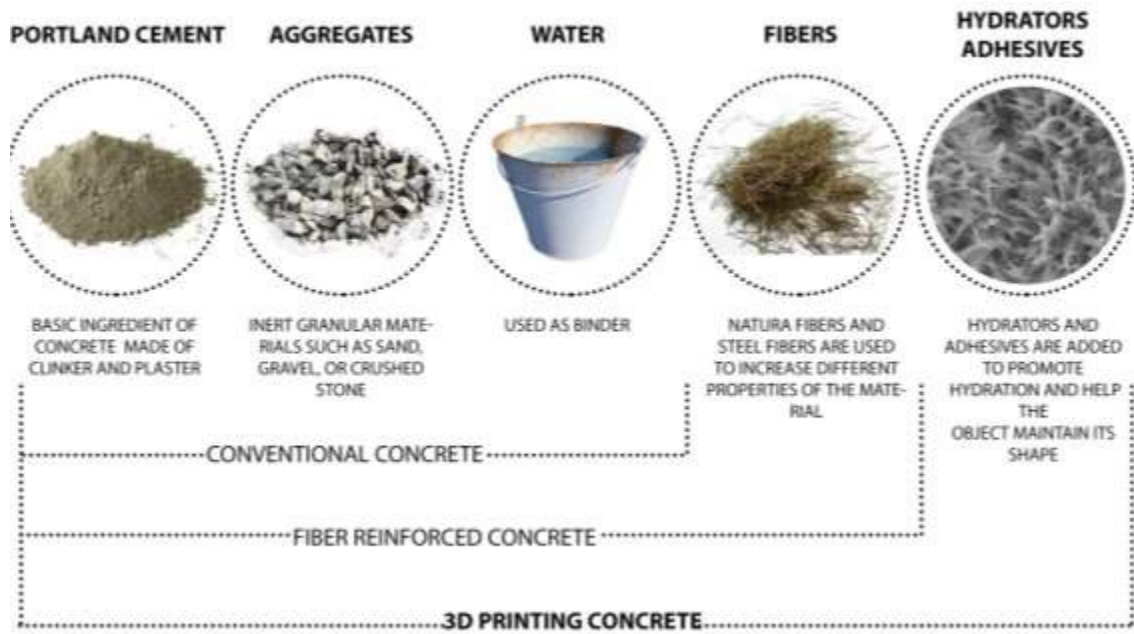 PORTLAND CEMENT
AGGREGATES
WATER
FIBERS
HYDRATORS
ADHESIVES
BASIC INGREDIENT OF
CONCRETE MADE OF
CLINKER AND PLASTER
INERT GRANULAR MATE-
RIALS SUCH AS SAND,
GRAVEL, OR CRUSHED
STONE
USED AS BINDER
NATURA FIBERS AND
STEEL FIBERS ARE USED
TO INCREASE DIFFERENT
PROPERTIES OF THE MATE-
RIAL
HYDRATORS AND
ADHESIVES ARE ADDED
TO PROMOTE
HYDRATION AND HELP
THE
OBJECT MAINTAIN ITS
SHAPE
CONVENTIONAL CONCRETE
FIBER REINFORCED CONCRETE
3D PRINTING CONCRETE